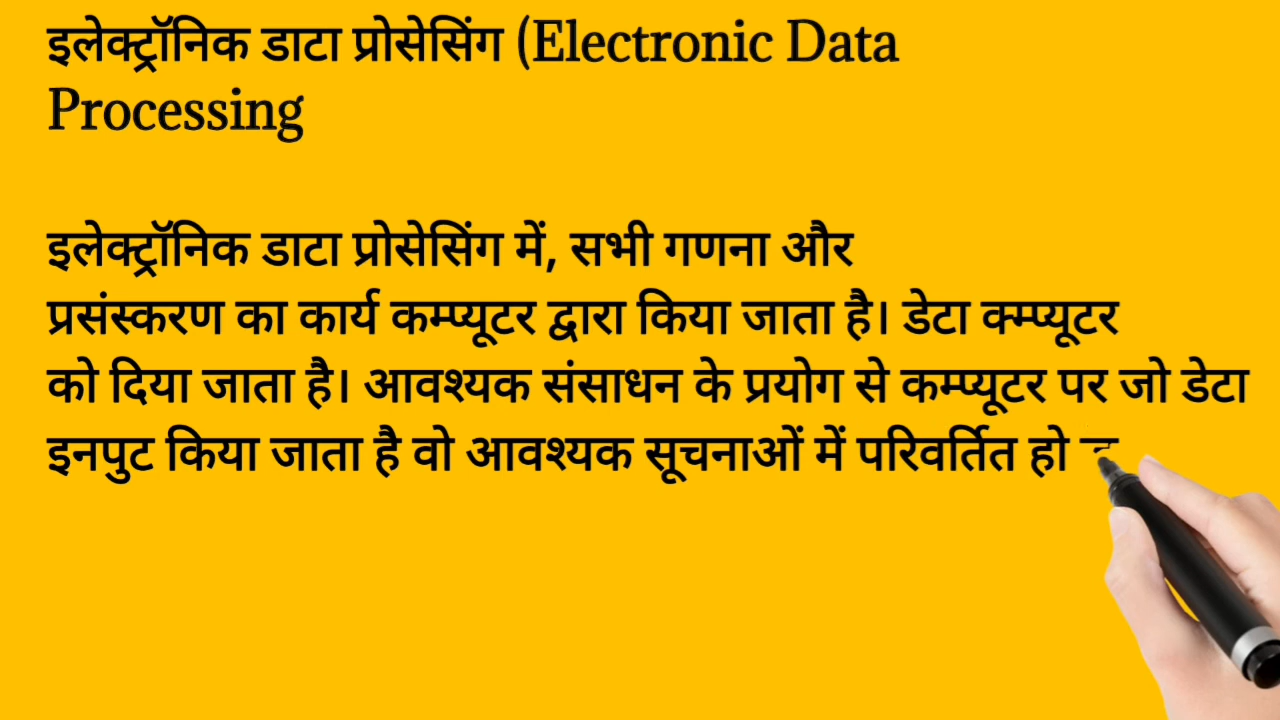 इलेक्ट्रॉनिक डाटा प्रोसेसिंग (Electronic Data
Processing
इलेक्ट्रॉनिक डाटा प्रोसेसिंग में, सभी गणना और
प्रसंस्करण का कार्य कम्प्यूटर द्वारा किया जाता है। डेटा क्म्प्यूटर
को दिया जाता है। आवश्यक संसाधन के प्रयोग से कम्प्यूटर पर जो डेटा
इनपुट किया जाता है वो आवश्यक सूचनाओं में परिवर्तित हो